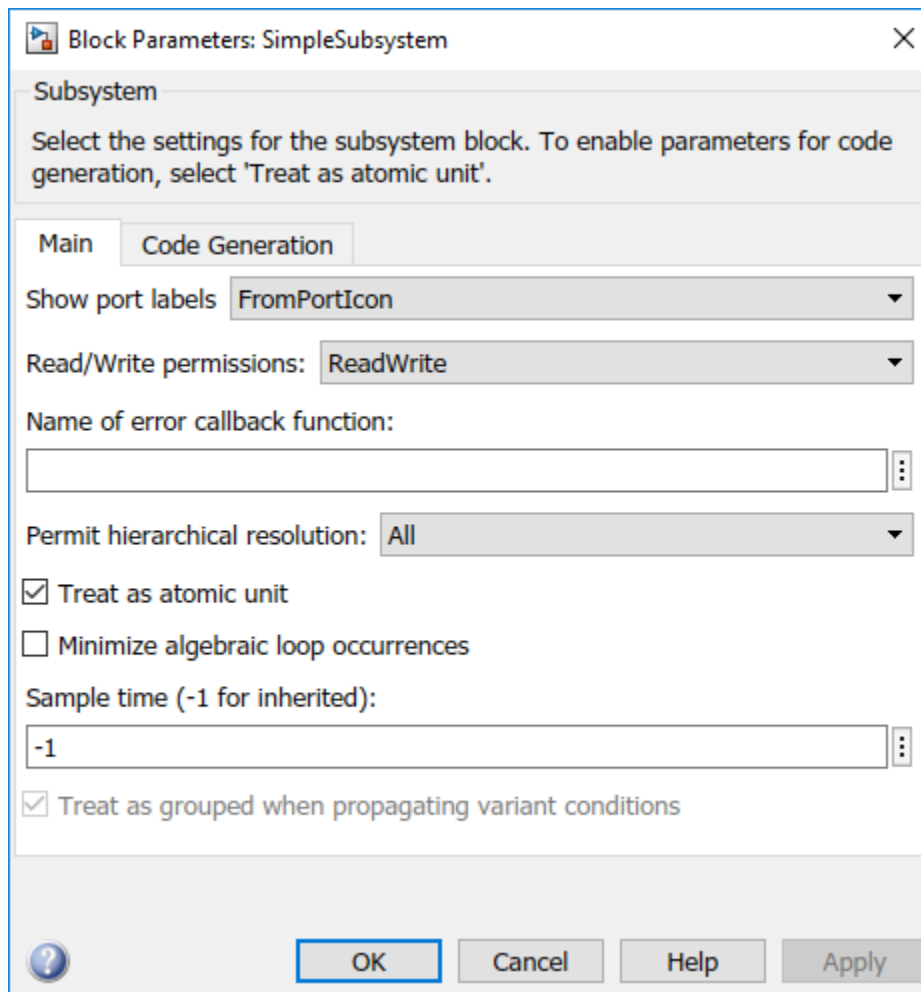 Block Parameters: SimpleSubsystem
Subsystem
Select the settings for the subsystem block. To enable parameters for code
generation, select 'Treat as atomic unit'.
Main Code Generation
Show port labels FromPortIcon
Read/Write permissions: ReadWrite
Name of error callback function:
Permit hierarchical resolution: All
Treat as atomic unit
Minimize algebraic loop occurrences
Sample time (-1 for inherited):
-1
Treat as grouped when propagating variant conditions
? OK Cancel Help Apply